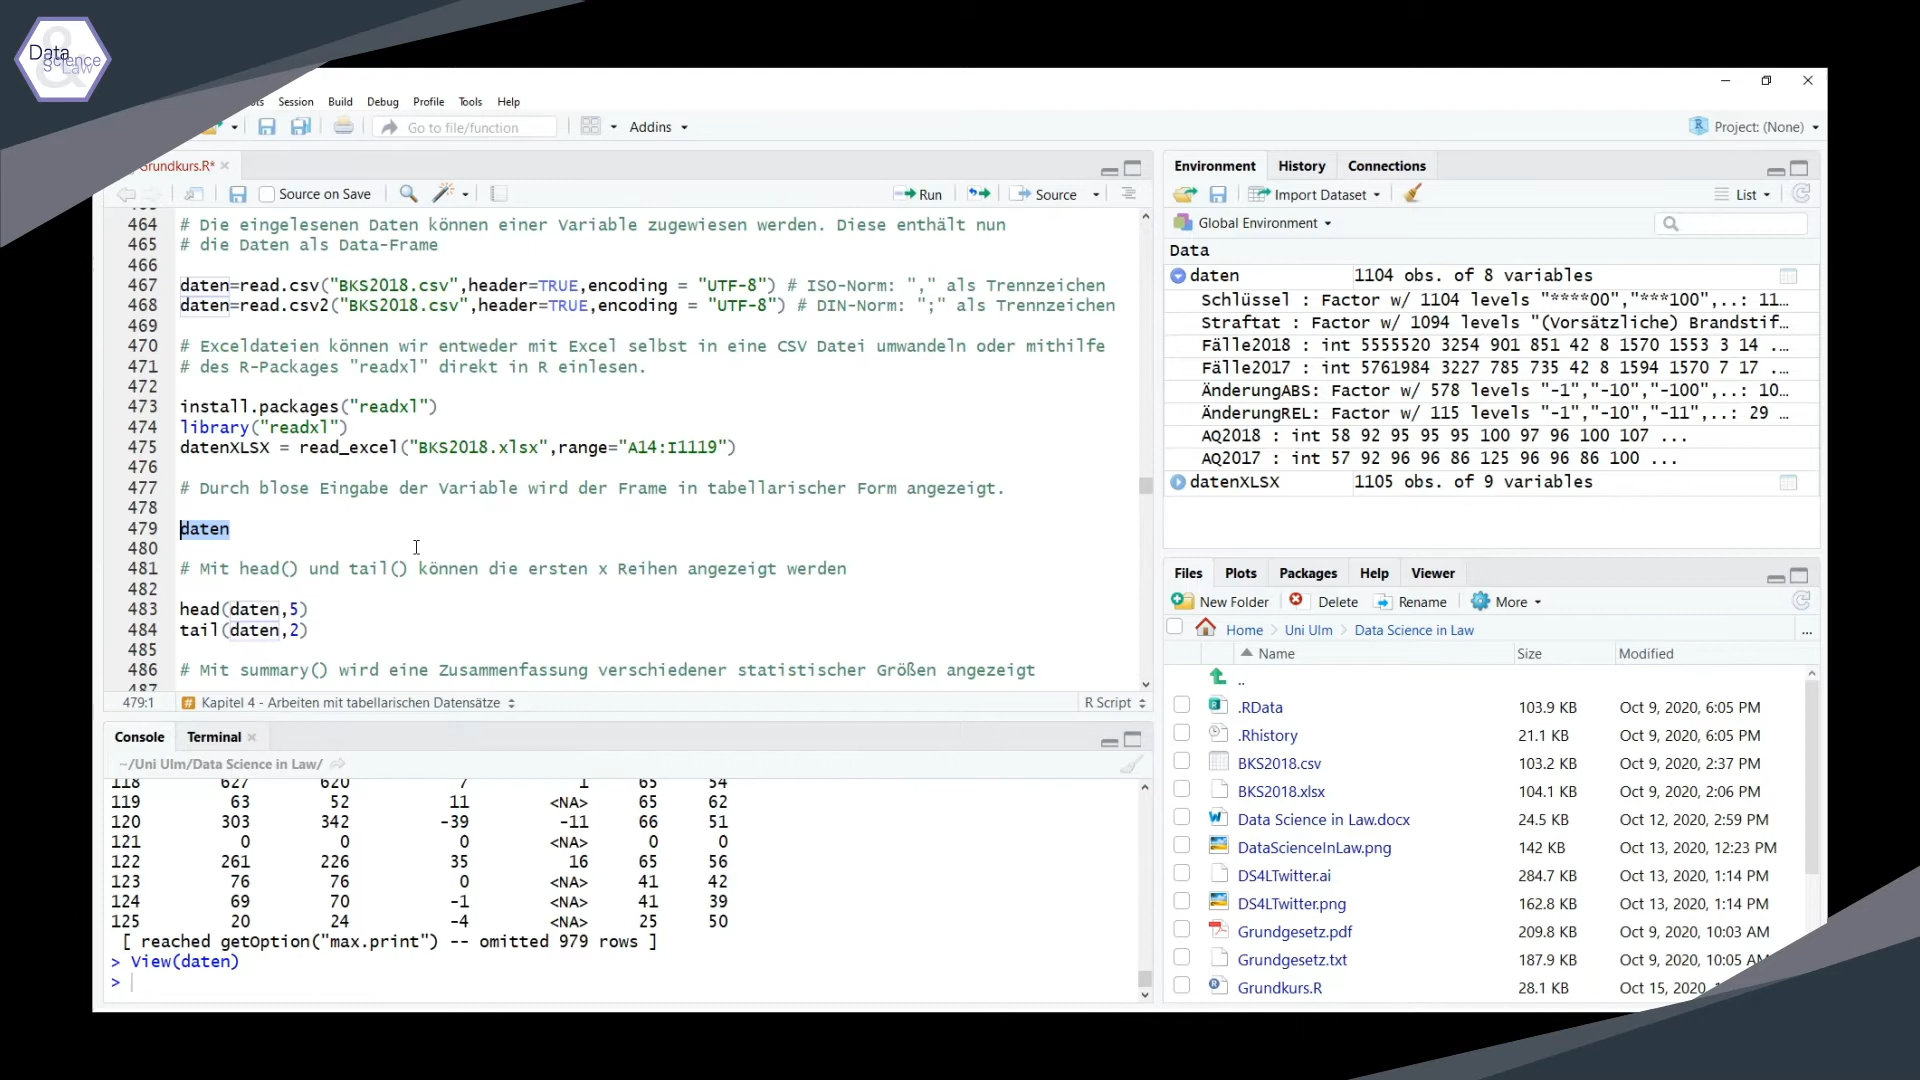 Data
Science
Law
&
Session Build Debug Profile Tools Help
Go to file/function
Addins
Project: (None)
Grundkurs.R*
Source on Save
Run
Source
464 # Die eingelesenen Daten können einer Variable zugewiesen werden. Diese enthält nun
465 # die Daten als Data-Frame
466
467 daten=read.csv("BKS2018.csv",header=TRUE,encoding = "UTF-8") # ISO-Norm: "," als Trennzeichen
468 daten=read.csv2("BKS2018.csv",header=TRUE,encoding = "UTF-8") # DIN-Norm: ";" als Trennzeichen
469
470 # Exceldateien können wir entweder mit Excel selbst in eine CSV Datei umwandeln oder mithilfe
471 # des R-Packages "readxl" direkt in R einlesen.
472
473 install.packages("readxl")
474 library("readxl")
475 datenXLSX = read_excel("BKS2018.xlsx",range="A14:I1119")
476
477 # Durch blose Eingabe der Variable wird der Frame in tabellarischer Form angezeigt.
478
479 daten
480
481 # Mit head() und tail() können die ersten x Reihen angezeigt werden
482
483 head(daten,5)
484 tail(daten,2)
485
486 # Mit summary() wird eine Zusammenfassung verschiedener statistischer Größen angezeigt
487
479:1 # Kapitel 4 - Arbeiten mit tabellarischen Datensätze R Script
Console Terminal
~/Uni Ulm/Data Science in Law/
118 627 620 7 1 65 54
119 63 52 11 <NA> 65 62
120 303 342 -39 -11 66 51
121 0 0 0 <NA> 0 0
122 261 226 35 16 65 56
123 76 76 0 <NA> 41 42
124 69 70 -1 <NA> 41 39
125 20 24 -4 <NA> 25 50
[ reached getOption("max.print") -- omitted 979 rows ]
> View(daten)
>
Environment History Connections
Import Dataset List
Global Environment
Data
daten 1104 obs. of 8 variables
Schlüssel : Factor w/ 1104 levels "****00","***100",..: 11…
Straftat : Factor w/ 1094 levels "(Vorsätzliche) Brandstif…
Fälle2018 : int 5555520 3254 901 851 42 8 1570 1553 3 14 ...
Fälle2017 : int 5761984 3227 785 735 42 8 1594 1570 7 17 ...
ÄnderungABS: Factor w/ 578 levels "-1","-10","-100",..: 10…
ÄnderungREL: Factor w/ 115 levels "-1","-10","-11",..: 29 …
AQ2018 : int 58 92 95 95 95 100 97 96 100 107 ...
AQ2017 : int 57 92 96 96 86 125 96 96 86 100 ...
datenXLSX 1105 obs. of 9 variables
Files Plots Packages Help Viewer
New Folder Delete Rename More
Home > Uni Ulm > Data Science in Law ...
Name Size Modified
..
.RData 103.9 KB Oct 9, 2020, 6:05 PM
.Rhistory 21.1 KB Oct 9, 2020, 6:05 PM
BKS2018.csv 103.2 KB Oct 9, 2020, 2:37 PM
BKS2018.xlsx 104.1 KB Oct 9, 2020, 2:06 PM
Data Science in Law.docx 24.5 KB Oct 12, 2020, 2:59 PM
DataScienceInLaw.png 142 KB Oct 13, 2020, 12:23 PM
DS4LTwitter.ai 284.7 KB Oct 13, 2020, 1:14 PM
DS4LTwitter.png 162.8 KB Oct 13, 2020, 1:14 PM
Grundgesetz.pdf 209.8 KB Oct 9, 2020, 10:03 AM
Grundgesetz.txt 187.9 KB Oct 9, 2020, 10:05 AM
Grundkurs.R 28.1 KB Oct 15, 2020,